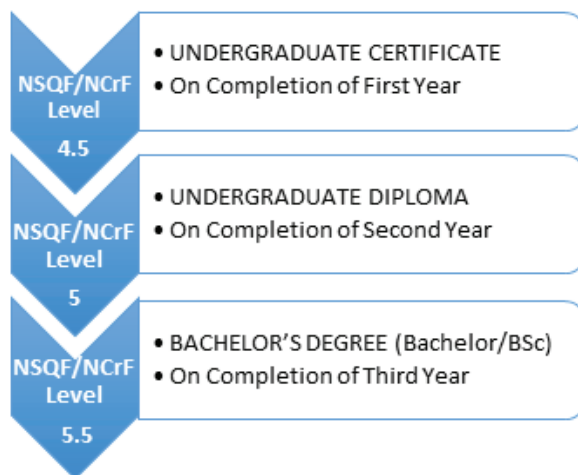 NSQF/NCrF
Level
4.5
• UNDERGRADUATE CERTIFICATE
• On Completion of First Year
NSQF/NCrF
Level
5
• UNDERGRADUATE DIPLOMA
• On Completion of Second Year
NSQF/NCrF
Level
5.5
• BACHELOR'S DEGREE (Bachelor/BSc)
• On Completion of Third Year